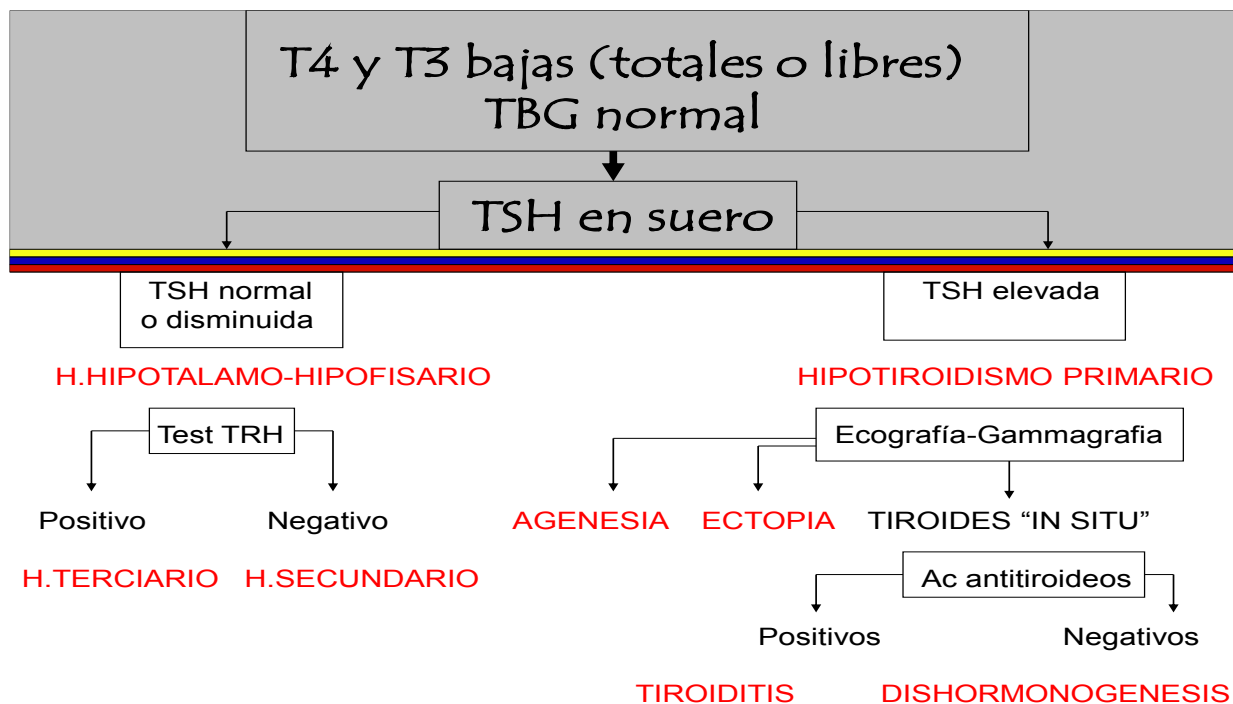 T4 y T3 bajas (totales o libres)
TBG normal
TSH en suero
TSH normal
o disminuida
TSH elevada
H.HIPOTALAMO-HIPOFISARIO
HIPOTIROIDISMO PRIMARIO
Test TRH
Ecografía-Gammagrafia
Positivo
Negativo
AGENESIA
ECTOPIA
TIROIDES “IN SITU”
H.TERCIARIO
H.SECUNDARIO
Ac antitiroideos
Positivos
Negativos
TIROIDITIS
DISHORMONOGENESIS